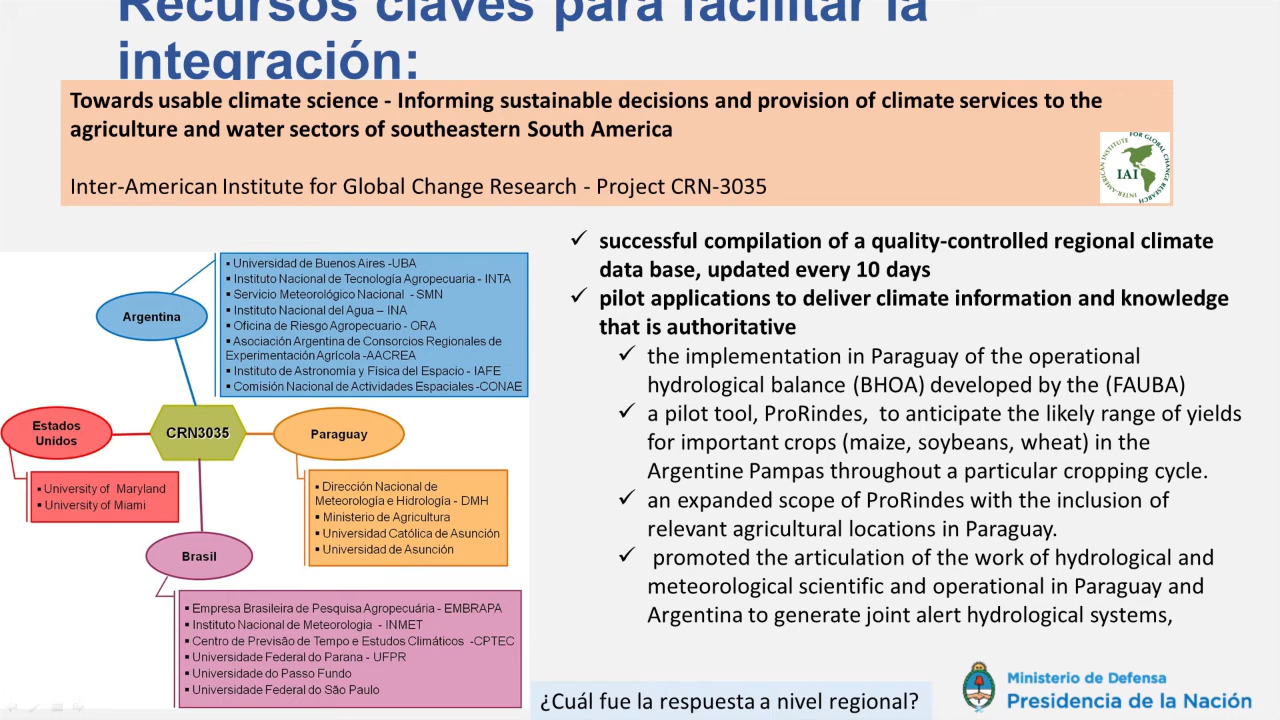 Recursos claves para facilitar la
integración:
Towards usable climate science - Informing sustainable decisions and provision of climate services to the
agriculture and water sectors of southeastern South America
Inter-American Institute for Global Change Research - Project CRN-3035
INTER-AMERICAN INSTITUTE FOR GLOBAL CHANGE RESEARCH
IAI
▪ Universidad de Buenos Aires -UBA
▪ Instituto Nacional de Tecnología Agropecuaria - INTA
▪ Servicio Meteorológico Nacional - SMN
▪ Instituto Nacional del Agua – INA
▪ Oficina de Riesgo Agropecuario - ORA
▪ Asociación Argentina de Consorcios Regionales de
Experimentación Agrícola -AACREA
▪ Instituto de Astronomía y Física del Espacio - IAFE
▪ Comisión Nacional de Actividades Espaciales -CONAE
Argentina
Estados
Unidos
CRN3035
Paraguay
▪ University of Maryland
▪ University of Miami
▪ Dirección Nacional de
Meteorología e Hidrología - DMH
▪ Ministerio de Agricultura
▪ Universidad Católica de Asunción
▪ Universidad de Asunción
Brasil
▪ Empresa Brasileira de Pesquisa Agropecuária - EMBRAPA
▪ Instituto Nacional de Meteorologia - INMET
▪ Centro de Previsão de Tempo e Estudos Climáticos -CPTEC
▪ Universidade Federal do Parana - UFPR
▪ Universidade do Passo Fundo
▪ Universidade Federal do São Paulo
✓ successful compilation of a quality-controlled regional climate
data base, updated every 10 days
✓ pilot applications to deliver climate information and knowledge
that is authoritative
✓ the implementation in Paraguay of the operational
hydrological balance (BHOA) developed by the (FAUBA)
✓ a pilot tool, ProRindes, to anticipate the likely range of yields
for important crops (maize, soybeans, wheat) in the
Argentine Pampas throughout a particular cropping cycle.
✓ an expanded scope of ProRindes with the inclusion of
relevant agricultural locations in Paraguay.
✓ promoted the articulation of the work of hydrological and
meteorological scientific and operational in Paraguay and
Argentina to generate joint alert hydrological systems,
¿Cuál fue la respuesta a nivel regional?
Ministerio de Defensa
Presidencia de la Nación